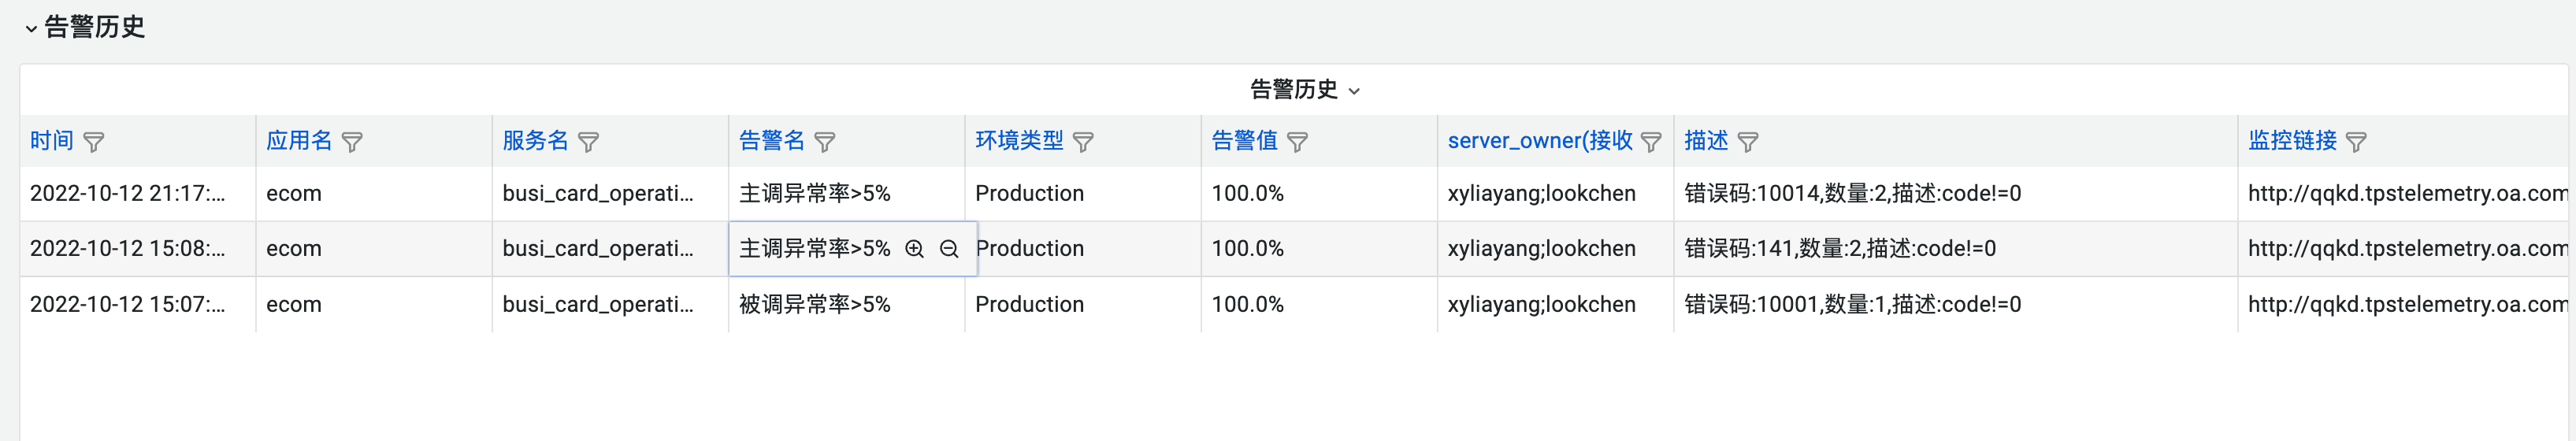 告警历史
告警历史
时间 应用名 服务名 告警名 环境类型 告警值 server_owner(接收 描述 监控链接
2022-10-12 21:17:... ecom busi_card_operati... 主调异常率>5% Production 100.0% xyliayang;lookchen 错误码:10014,数量:2,描述:code!=0 http://qqkd.tpstelemetry.oa.com
2022-10-12 15:08:... ecom busi_card_operati... 主调异常率>5% Production 100.0% xyliayang;lookchen 错误码:141,数量:2,描述:code!=0 http://qqkd.tpstelemetry.oa.com
2022-10-12 15:07:... ecom busi_card_operati... 被调异常率>5% Production 100.0% xyliayang;lookchen 错误码:10001,数量:1,描述:code!=0 http://qqkd.tpstelemetry.oa.com